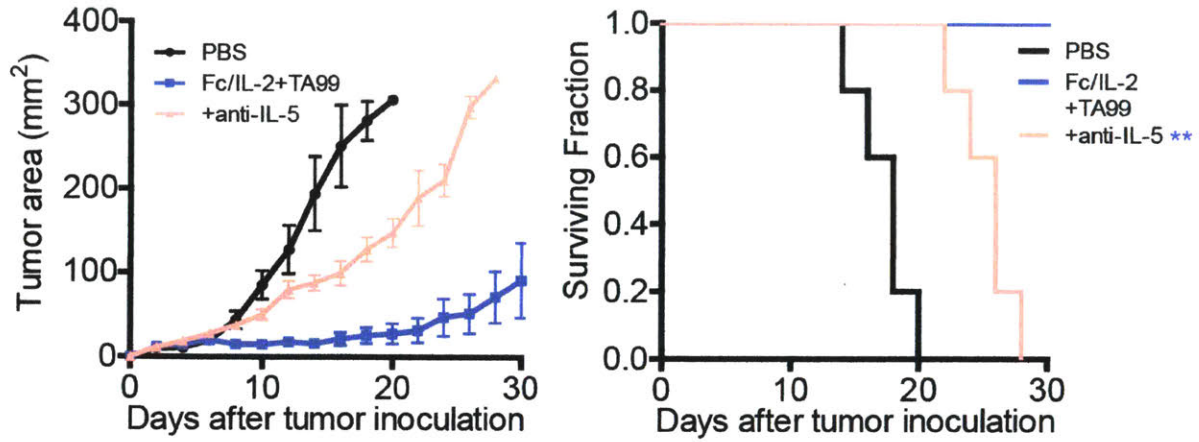 400
300
200
100
0
Tumor area (mm²)
PBS
Fc/IL-2+TA99
+anti-IL-5
0 10 20 30
Days after tumor inoculation
1.0
0.8
0.6
0.4
0.2
0.0
Surviving Fraction
PBS
Fc/IL-2
+TA99
+anti-IL-5 **
0 10 20 30
Days after tumor inoculation